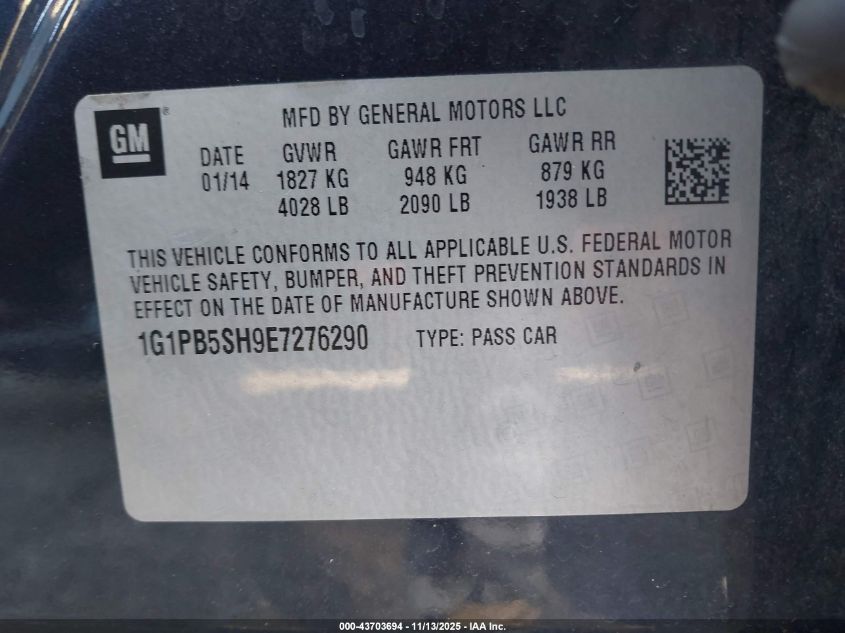 GM®
MFD BY GENERAL MOTORS LLC
DATE GVWR GAWR FRT GAWR RR
01/14 1827 KG 948 KG 879 KG
4028 LB 2090 LB 1938 LB
THIS VEHICLE CONFORMS TO ALL APPLICABLE U.S. FEDERAL MOTOR
VEHICLE SAFETY, BUMPER, AND THEFT PREVENTION STANDARDS IN
EFFECT ON THE DATE OF MANUFACTURE SHOWN ABOVE.
1G1PB5SH9E7276290 TYPE: PASS CAR
000-43703694 - 11/13/2025 - IAA Inc.